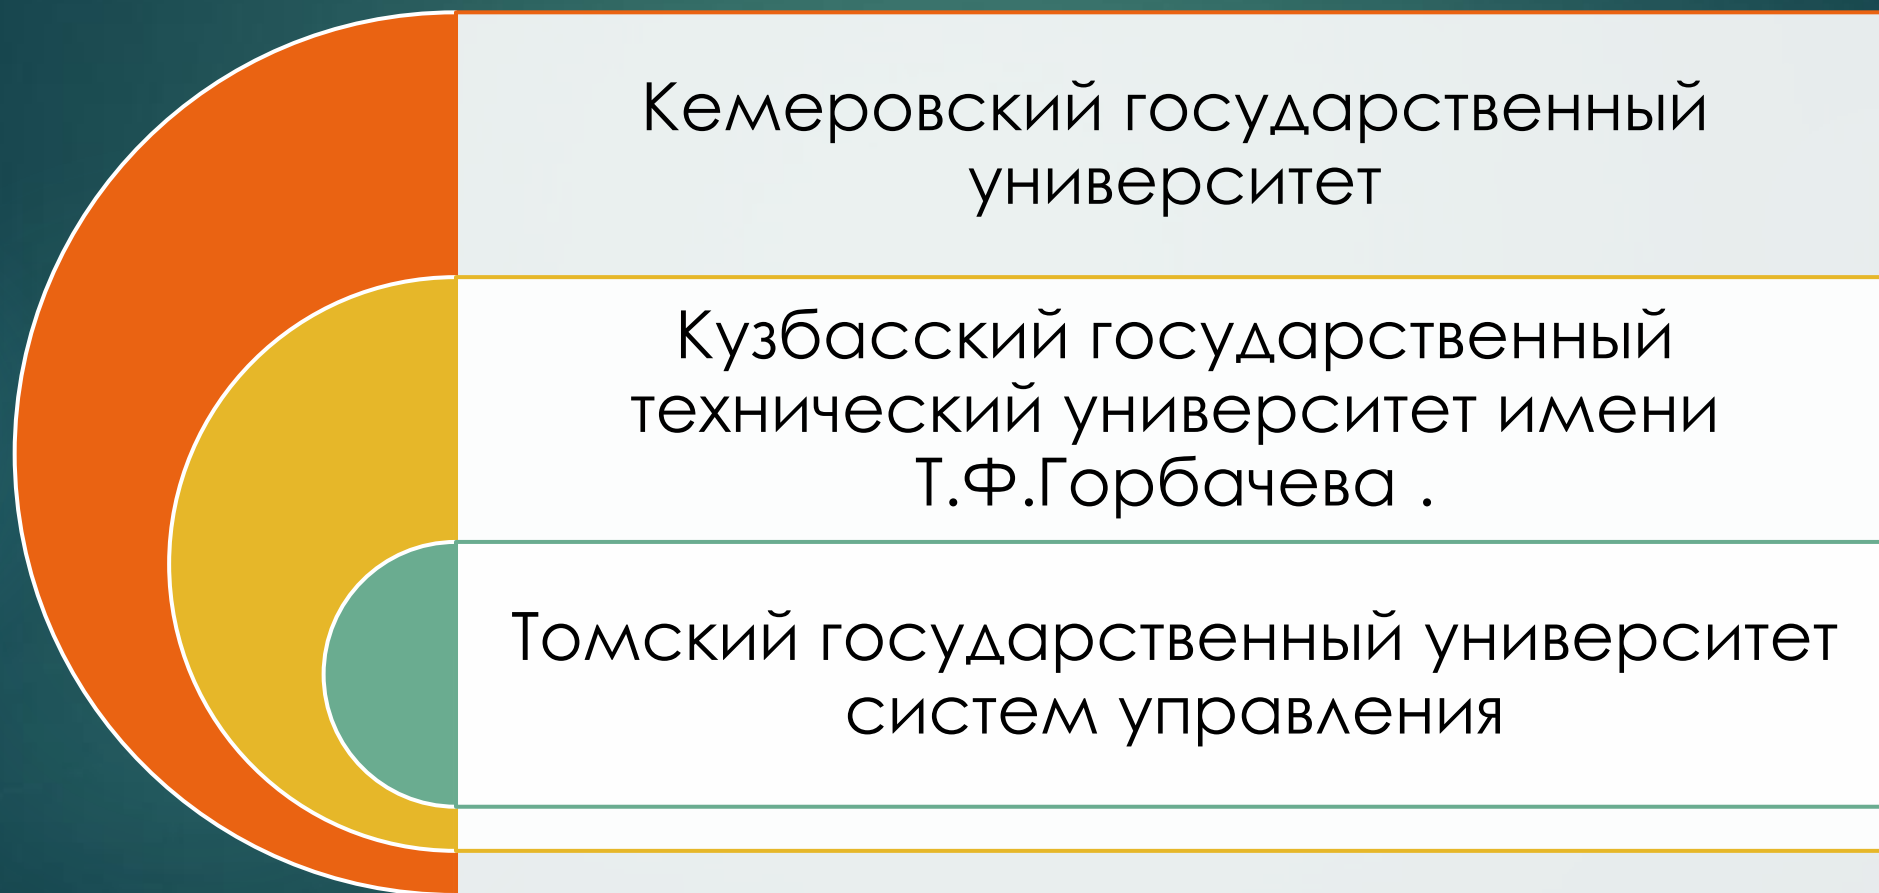 Кемеровский государственный
университет
Кузбасский государственный
технический университет имени
Т.Ф.Горбачева .
Томский государственный университет
систем управления